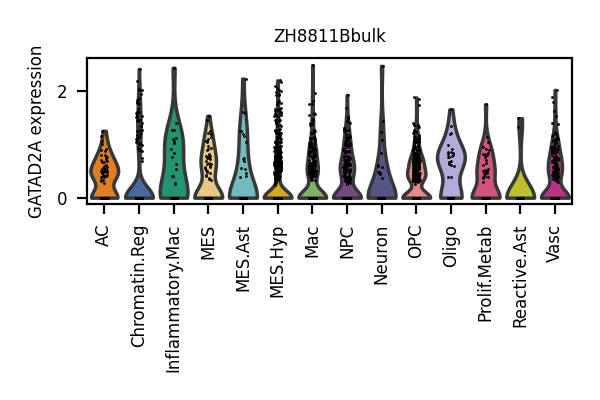 ZH8811Bbulk
GATAD2A expression
2
0
AC
Chromatin.Reg
Inflammatory.Mac
MES
MES.Ast
MES.Hyp
Mac
NPC
Neuron
OPC
Oligo
Prolif.Metab
Reactive.Ast
Vasc